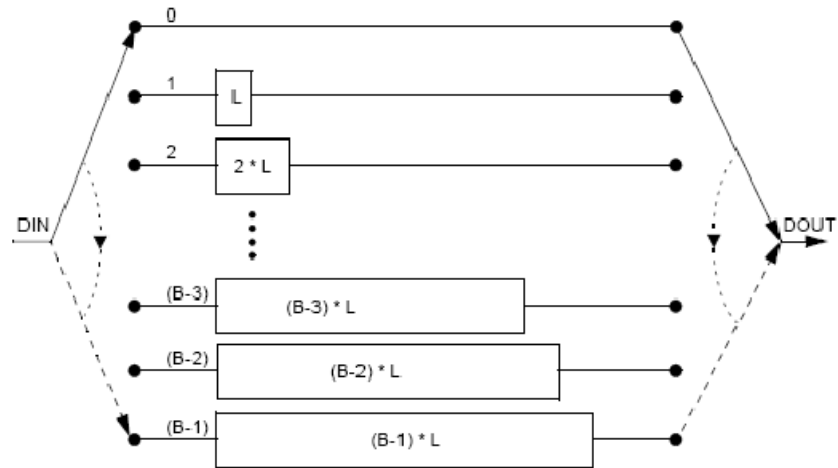 0
1
L
2
2 * L
DIN
DOUT
(B-3)
(B-3) * L
(B-2)
(B-2) * L
(B-1)
(B-1) * L